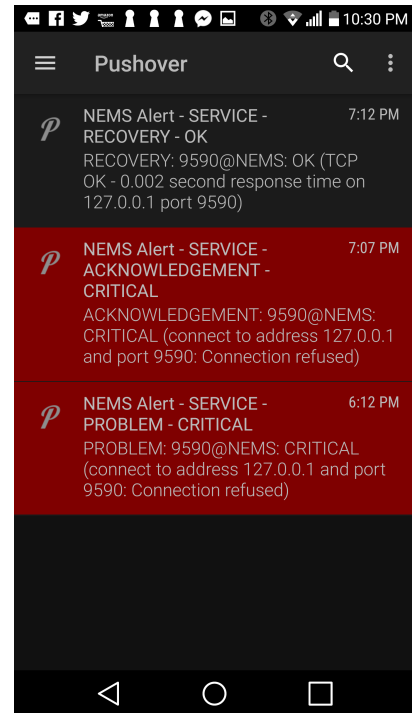 10:30 PM
Pushover
NEMS Alert - SERVICE - 7:12 PM
RECOVERY - OK
RECOVERY: 9590@NEMS: OK (TCP
OK - 0.002 second response time on
127.0.0.1 port 9590)
NEMS Alert - SERVICE - 7:07 PM
ACKNOWLEDGEMENT -
CRITICAL
ACKNOWLEDGEMENT: 9590@NEMS:
CRITICAL (connect to address 127.0.0.1
and port 9590: Connection refused)
NEMS Alert - SERVICE - 6:12 PM
PROBLEM - CRITICAL
PROBLEM: 9590@NEMS: CRITICAL
(connect to address 127.0.0.1 and port
9590: Connection refused)